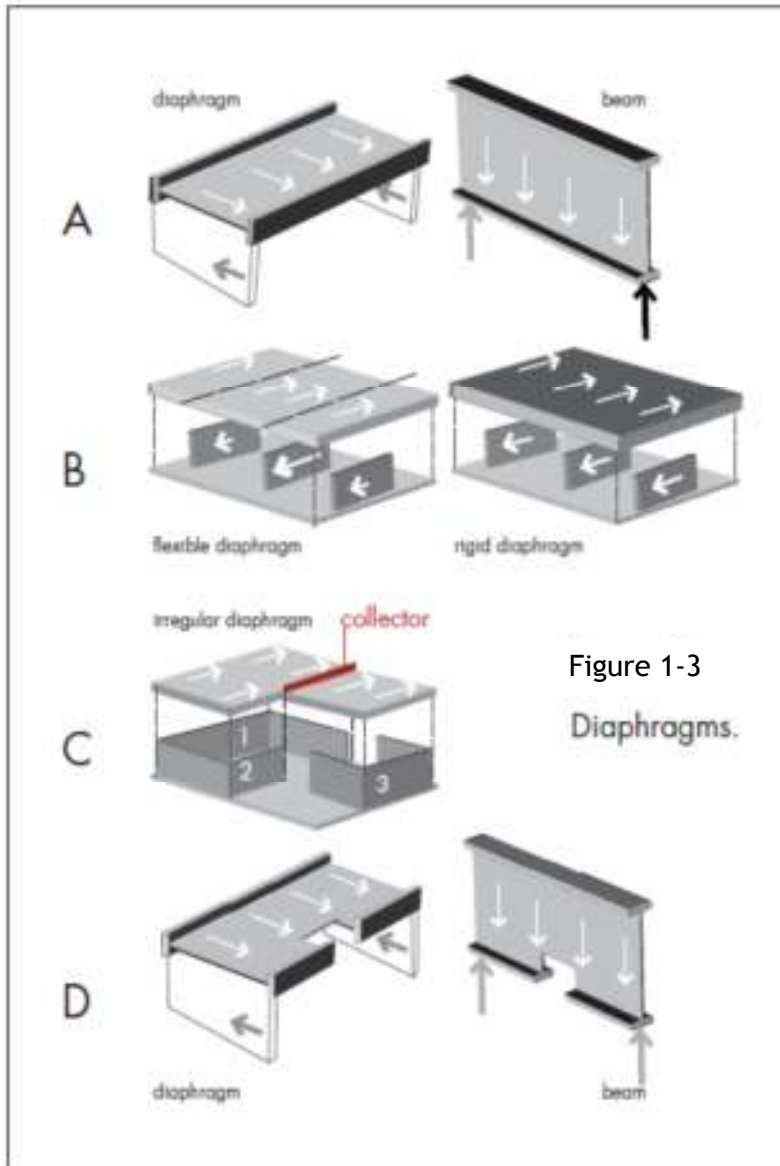 diaphragm beam
A
B
flexible diaphragm rigid diaphragm
irregular diaphragm collector
Figure 1-3
Diaphragms.
C
1
2
3
D
diaphragm beam